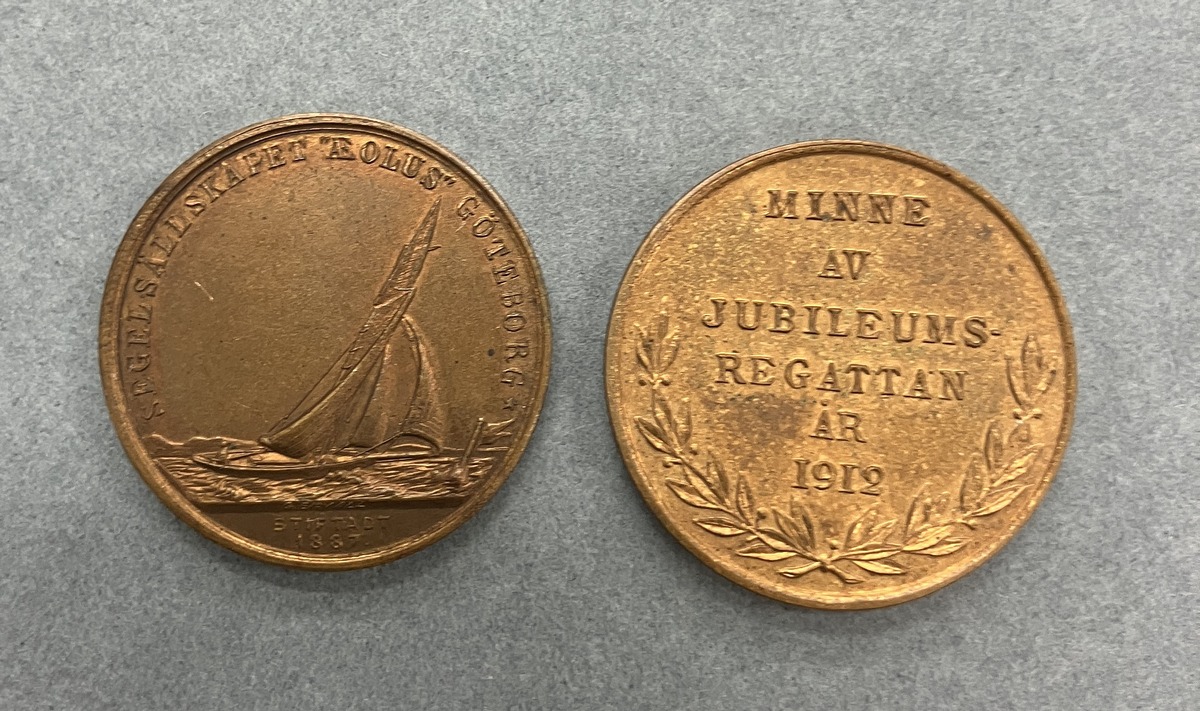 SEGELSÄLLSKAPET "ÆOLUS" GÖTEBORG
STIFTADT
1887
MINNE
AV
JUBILEUMS-
REGATTAN
ÅR
1912